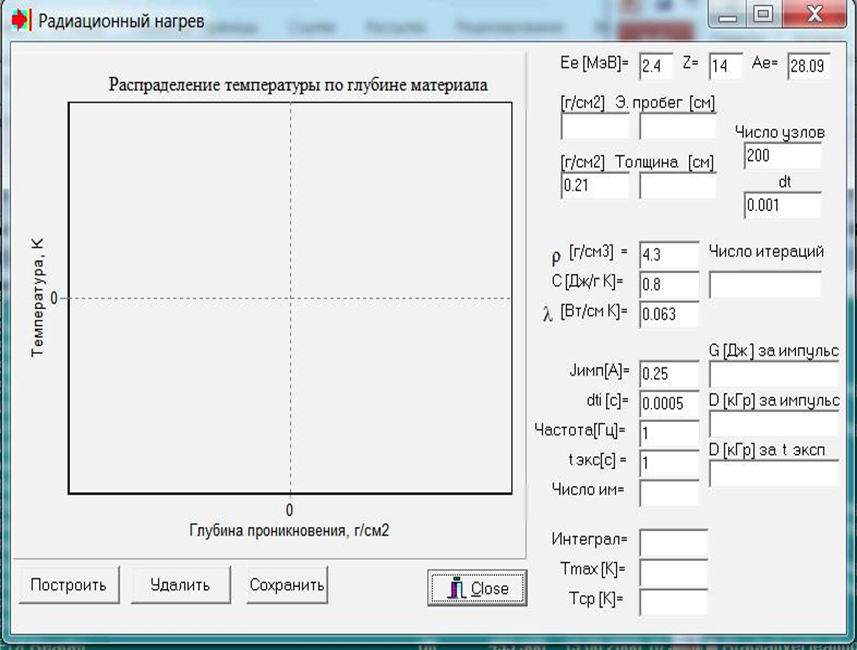 Радиационный нагрев
Распраделение температуры по глубине материала
Температура, К
0
0
Глубина проникновения, г/см2
Построить Удалить Сохранить Close
Ee [МэВ]= 2.4 Z= 14 Ae= 28.09
[г/см2] Э. пробег [см]
Число узлов
200
[г/см2] Толщина [см]
0.21
dt
0.001
ρ [г/см3] = 4.3 Число итераций
C [Дж/г К]= 0.8
λ [Вт/см К]= 0.063
G [Дж] за импульс
Jимп[А]= 0.25
dti [с]= 0.0005 D [кГр] за импульс
Частота[Гц]= 1
D [кГр] за t эксп
t экс[с] = 1
Число им=
Интеграл=
Tmax [К]=
Тср [К]=